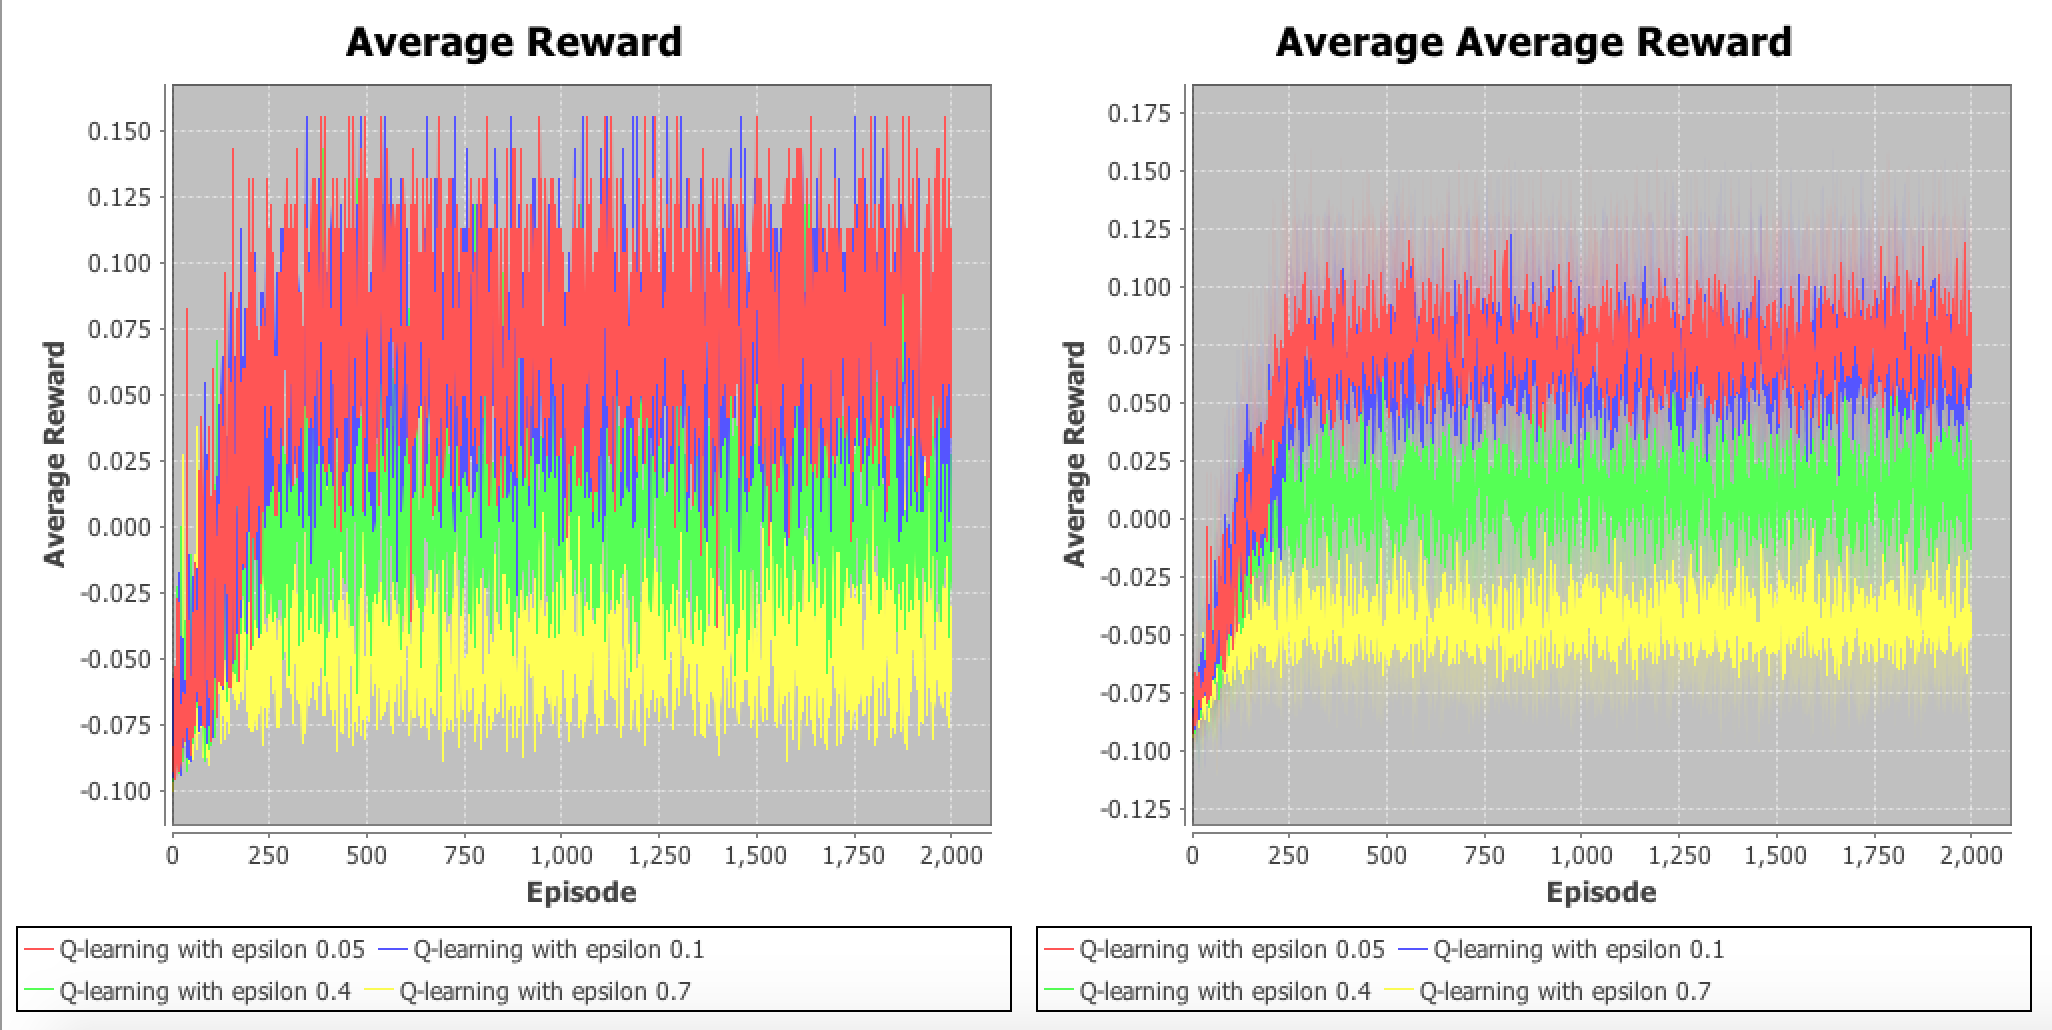 Average Reward
0.150
0.125
0.100
0.075
0.050
0.025
0.000
-0.025
-0.050
-0.075
-0.100
Average Reward
0 250 500 750 1,000 1,250 1,500 1,750 2,000
Episode
Q-learning with epsilon 0.05 Q-learning with epsilon 0.1
Q-learning with epsilon 0.4 Q-learning with epsilon 0.7
Average Average Reward
0.175
0.150
0.125
0.100
0.075
0.050
0.025
0.000
-0.025
-0.050
-0.075
-0.100
-0.125
Average Reward
0 250 500 750 1,000 1,250 1,500 1,750 2,000
Episode
Q-learning with epsilon 0.05 Q-learning with epsilon 0.1
Q-learning with epsilon 0.4 Q-learning with epsilon 0.7